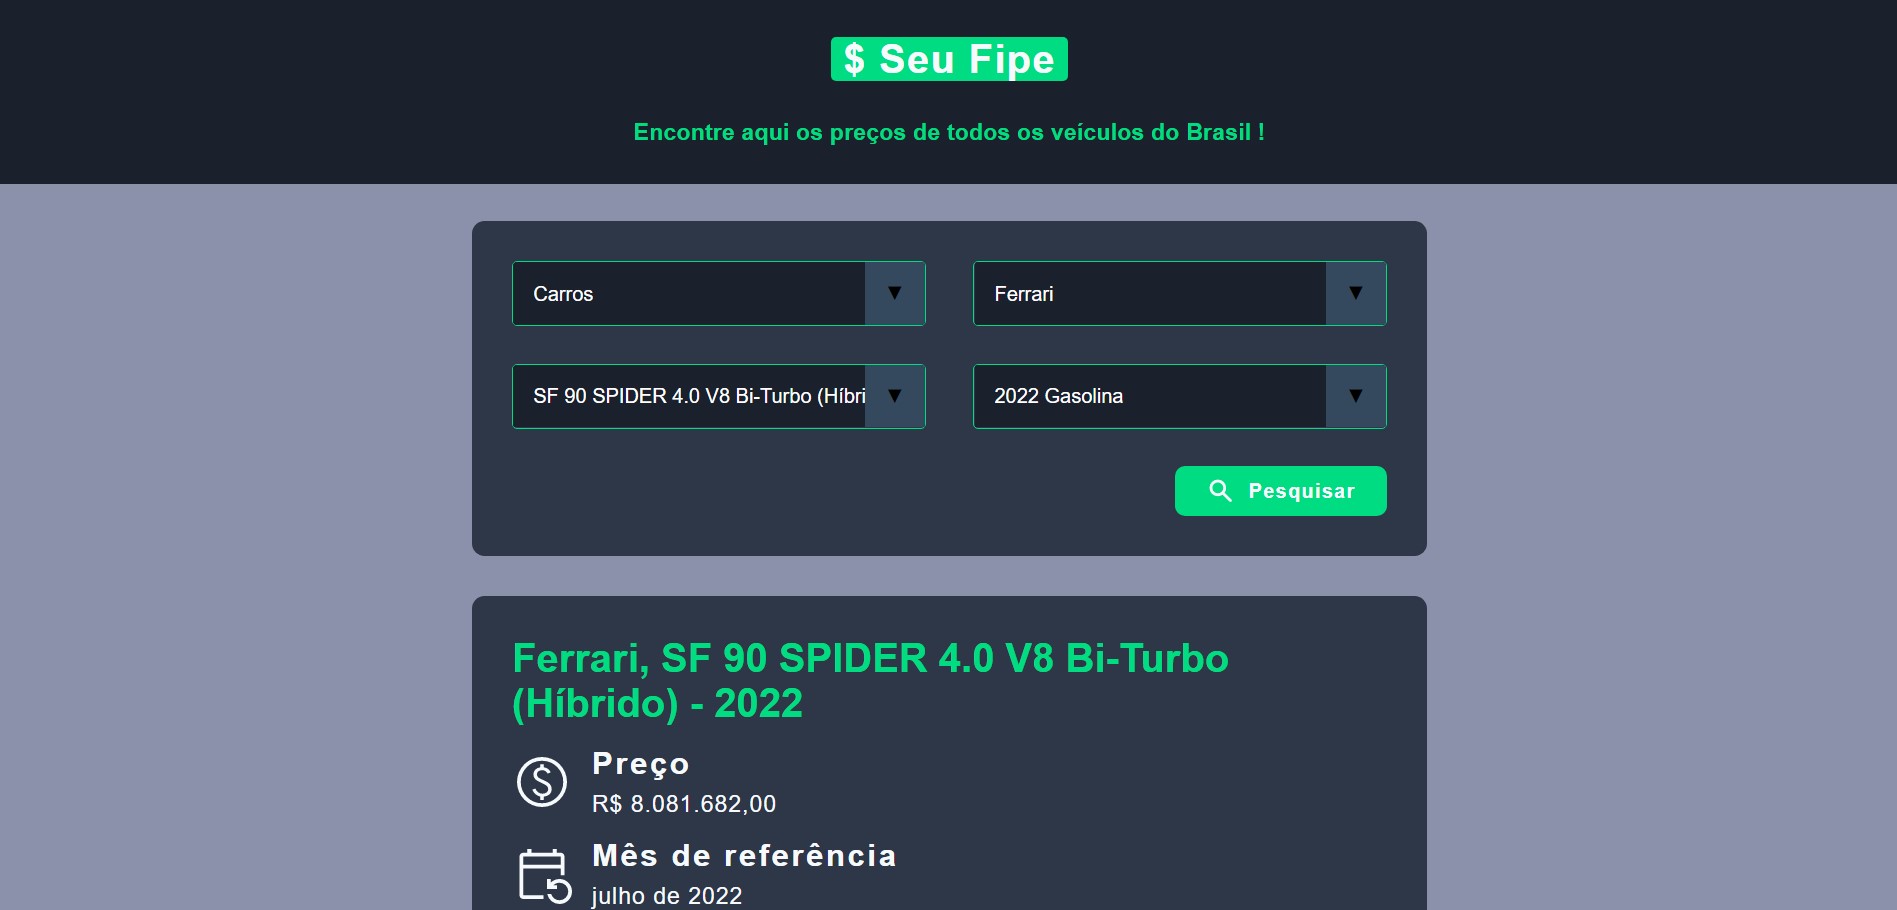 $ Seu Fipe
Encontre aqui os preços de todos os veículos do Brasil !
Carros
Ferrari
SF 90 SPIDER 4.0 V8 Bi-Turbo (Híbri
2022 Gasolina
Pesquisar
Ferrari, SF 90 SPIDER 4.0 V8 Bi-Turbo
(Híbrido) - 2022
Preço
R$ 8.081.682,00
Mês de referência
julho de 2022